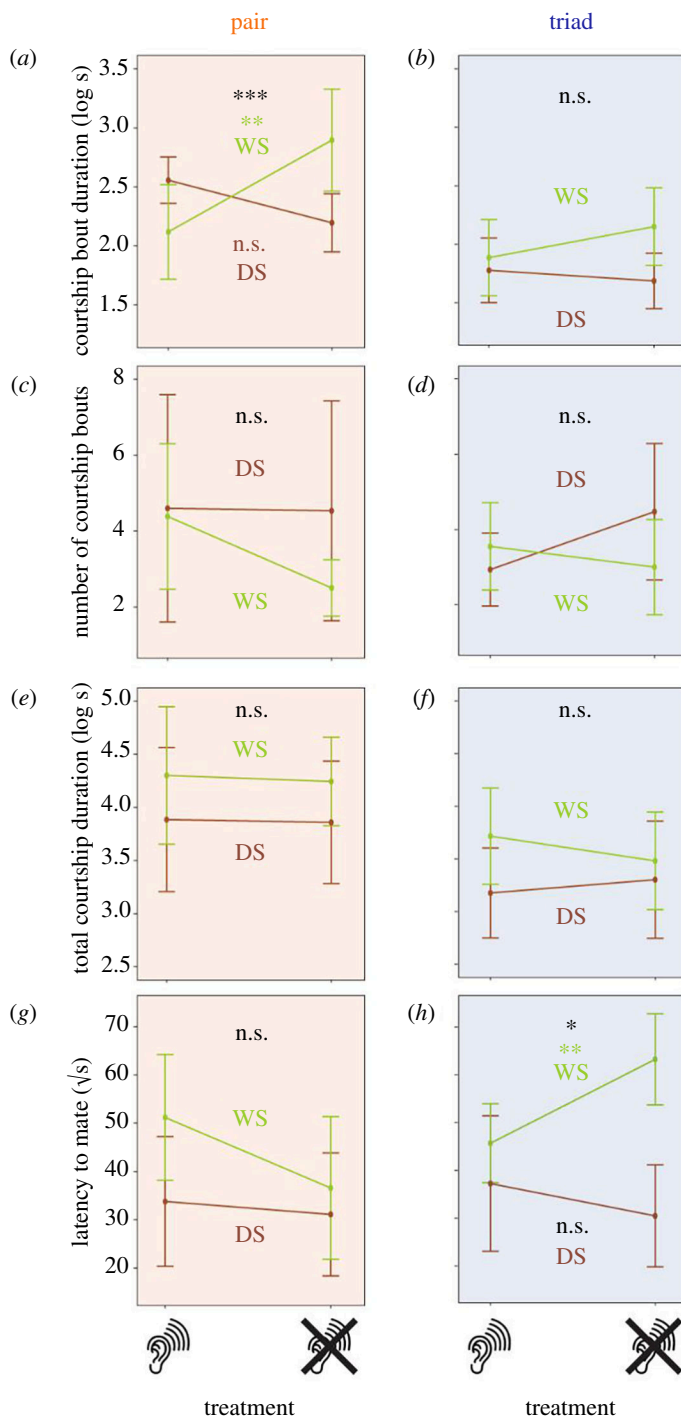 pair triad
(a) (b)
courtship bout duration (log s)
3.5
3.0
2.5
2.0
1.5
***
**
WS
n.s.
DS
n.s.
WS
DS
(c) (d)
number of courtship bouts
8
6
4
2
n.s.
DS
WS
n.s.
DS
WS
(e) (f)
total courtship duration (log s)
5.0
4.5
4.0
3.5
3.0
2.5
n.s.
WS
DS
n.s.
WS
DS
(g) (h)
latency to mate (√s)
70
60
50
40
30
20
n.s.
WS
DS
*
**
WS
n.s.
DS
treatment treatment